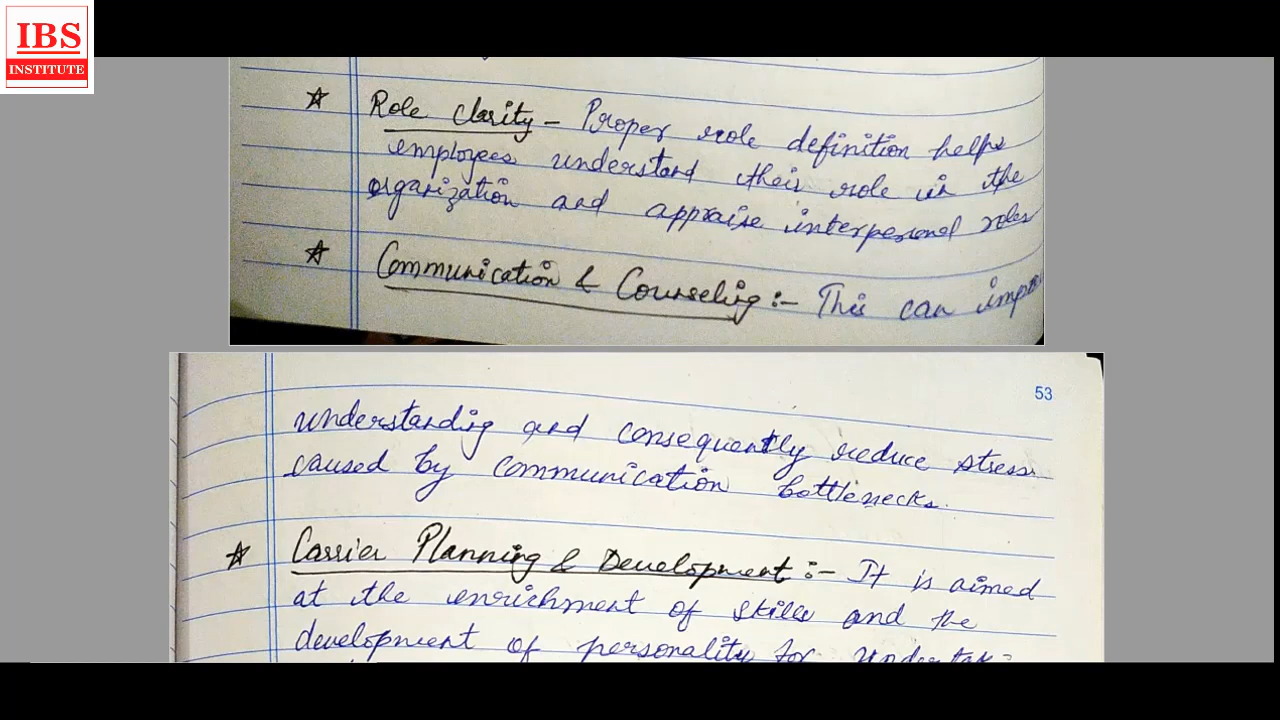 IBS
INSTITUTE
☆ Role clarity - Proper role definition helps
employees understand their role in the
organization and appraise interpersonal roles
☆ Communication & Counseling :- This can
53
understanding and consequently reduce stress
caused by communication bottlenecks.
☆ Carrier Planning & Development :- It is aimed
at the enrichment of skills and the
development of personality for